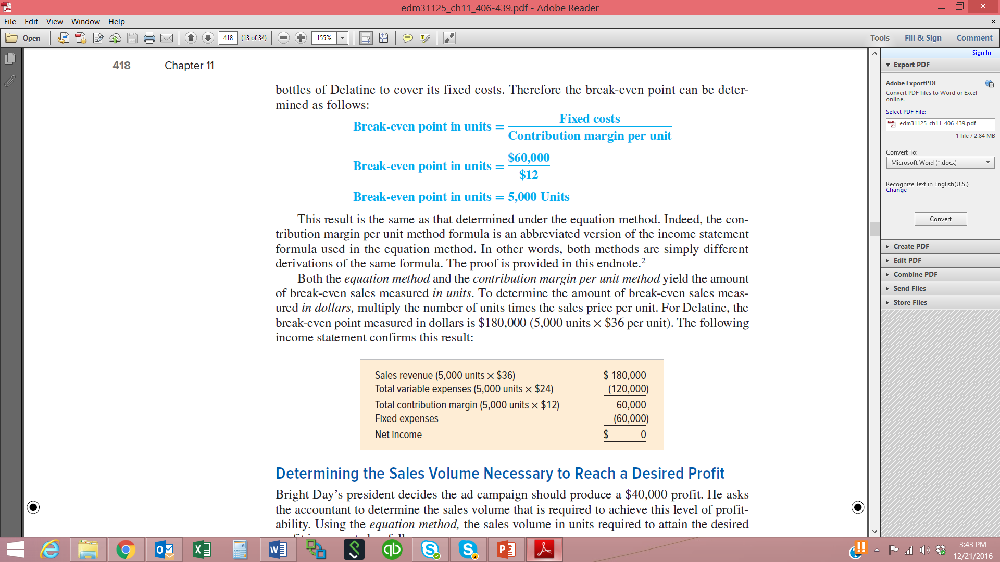 edm31125_ch11_406-439.pdf - Adobe Reader
File Edit View Window Help
Open 418 (13 of 34) 155% Tools Fill & Sign Comment
Sign In
Export PDF
Adobe ExportPDF
Convert PDF files to Word or Excel
online.
Select PDF File:
edm31125_ch11_406-439.pdf
1 file / 2.84 MB
Convert To:
Microsoft Word (*.docx)
Recognize Text in English(U.S.)
Change
Convert
Create PDF
Edit PDF
Combine PDF
Send Files
Store Files
418 Chapter 11
bottles of Delatine to cover its fixed costs. Therefore the break-even point can be deter-
mined as follows:
Break-even point in units = Fixed costs
Contribution margin per unit
Break-even point in units = $60,000
$12
Break-even point in units = 5,000 Units
This result is the same as that determined under the equation method. Indeed, the con-
tribution margin per unit method formula is an abbreviated version of the income statement
formula used in the equation method. In other words, both methods are simply different
derivations of the same formula. The proof is provided in this endnote.²
Both the equation method and the contribution margin per unit method yield the amount
of break-even sales measured in units. To determine the amount of break-even sales meas-
ured in dollars, multiply the number of units times the sales price per unit. For Delatine, the
break-even point measured in dollars is $180,000 (5,000 units × $36 per unit). The following
income statement confirms this result:
Sales revenue (5,000 units × $36) $ 180,000
Total variable expenses (5,000 units × $24) (120,000)
Total contribution margin (5,000 units × $12) 60,000
Fixed expenses (60,000)
Net income $ 0
Determining the Sales Volume Necessary to Reach a Desired Profit
Bright Day's president decides the ad campaign should produce a $40,000 profit. He asks
the accountant to determine the sales volume that is required to achieve this level of profit-
ability. Using the equation method, the sales volume in units required to attain the desired
3:43 PM
12/21/2016